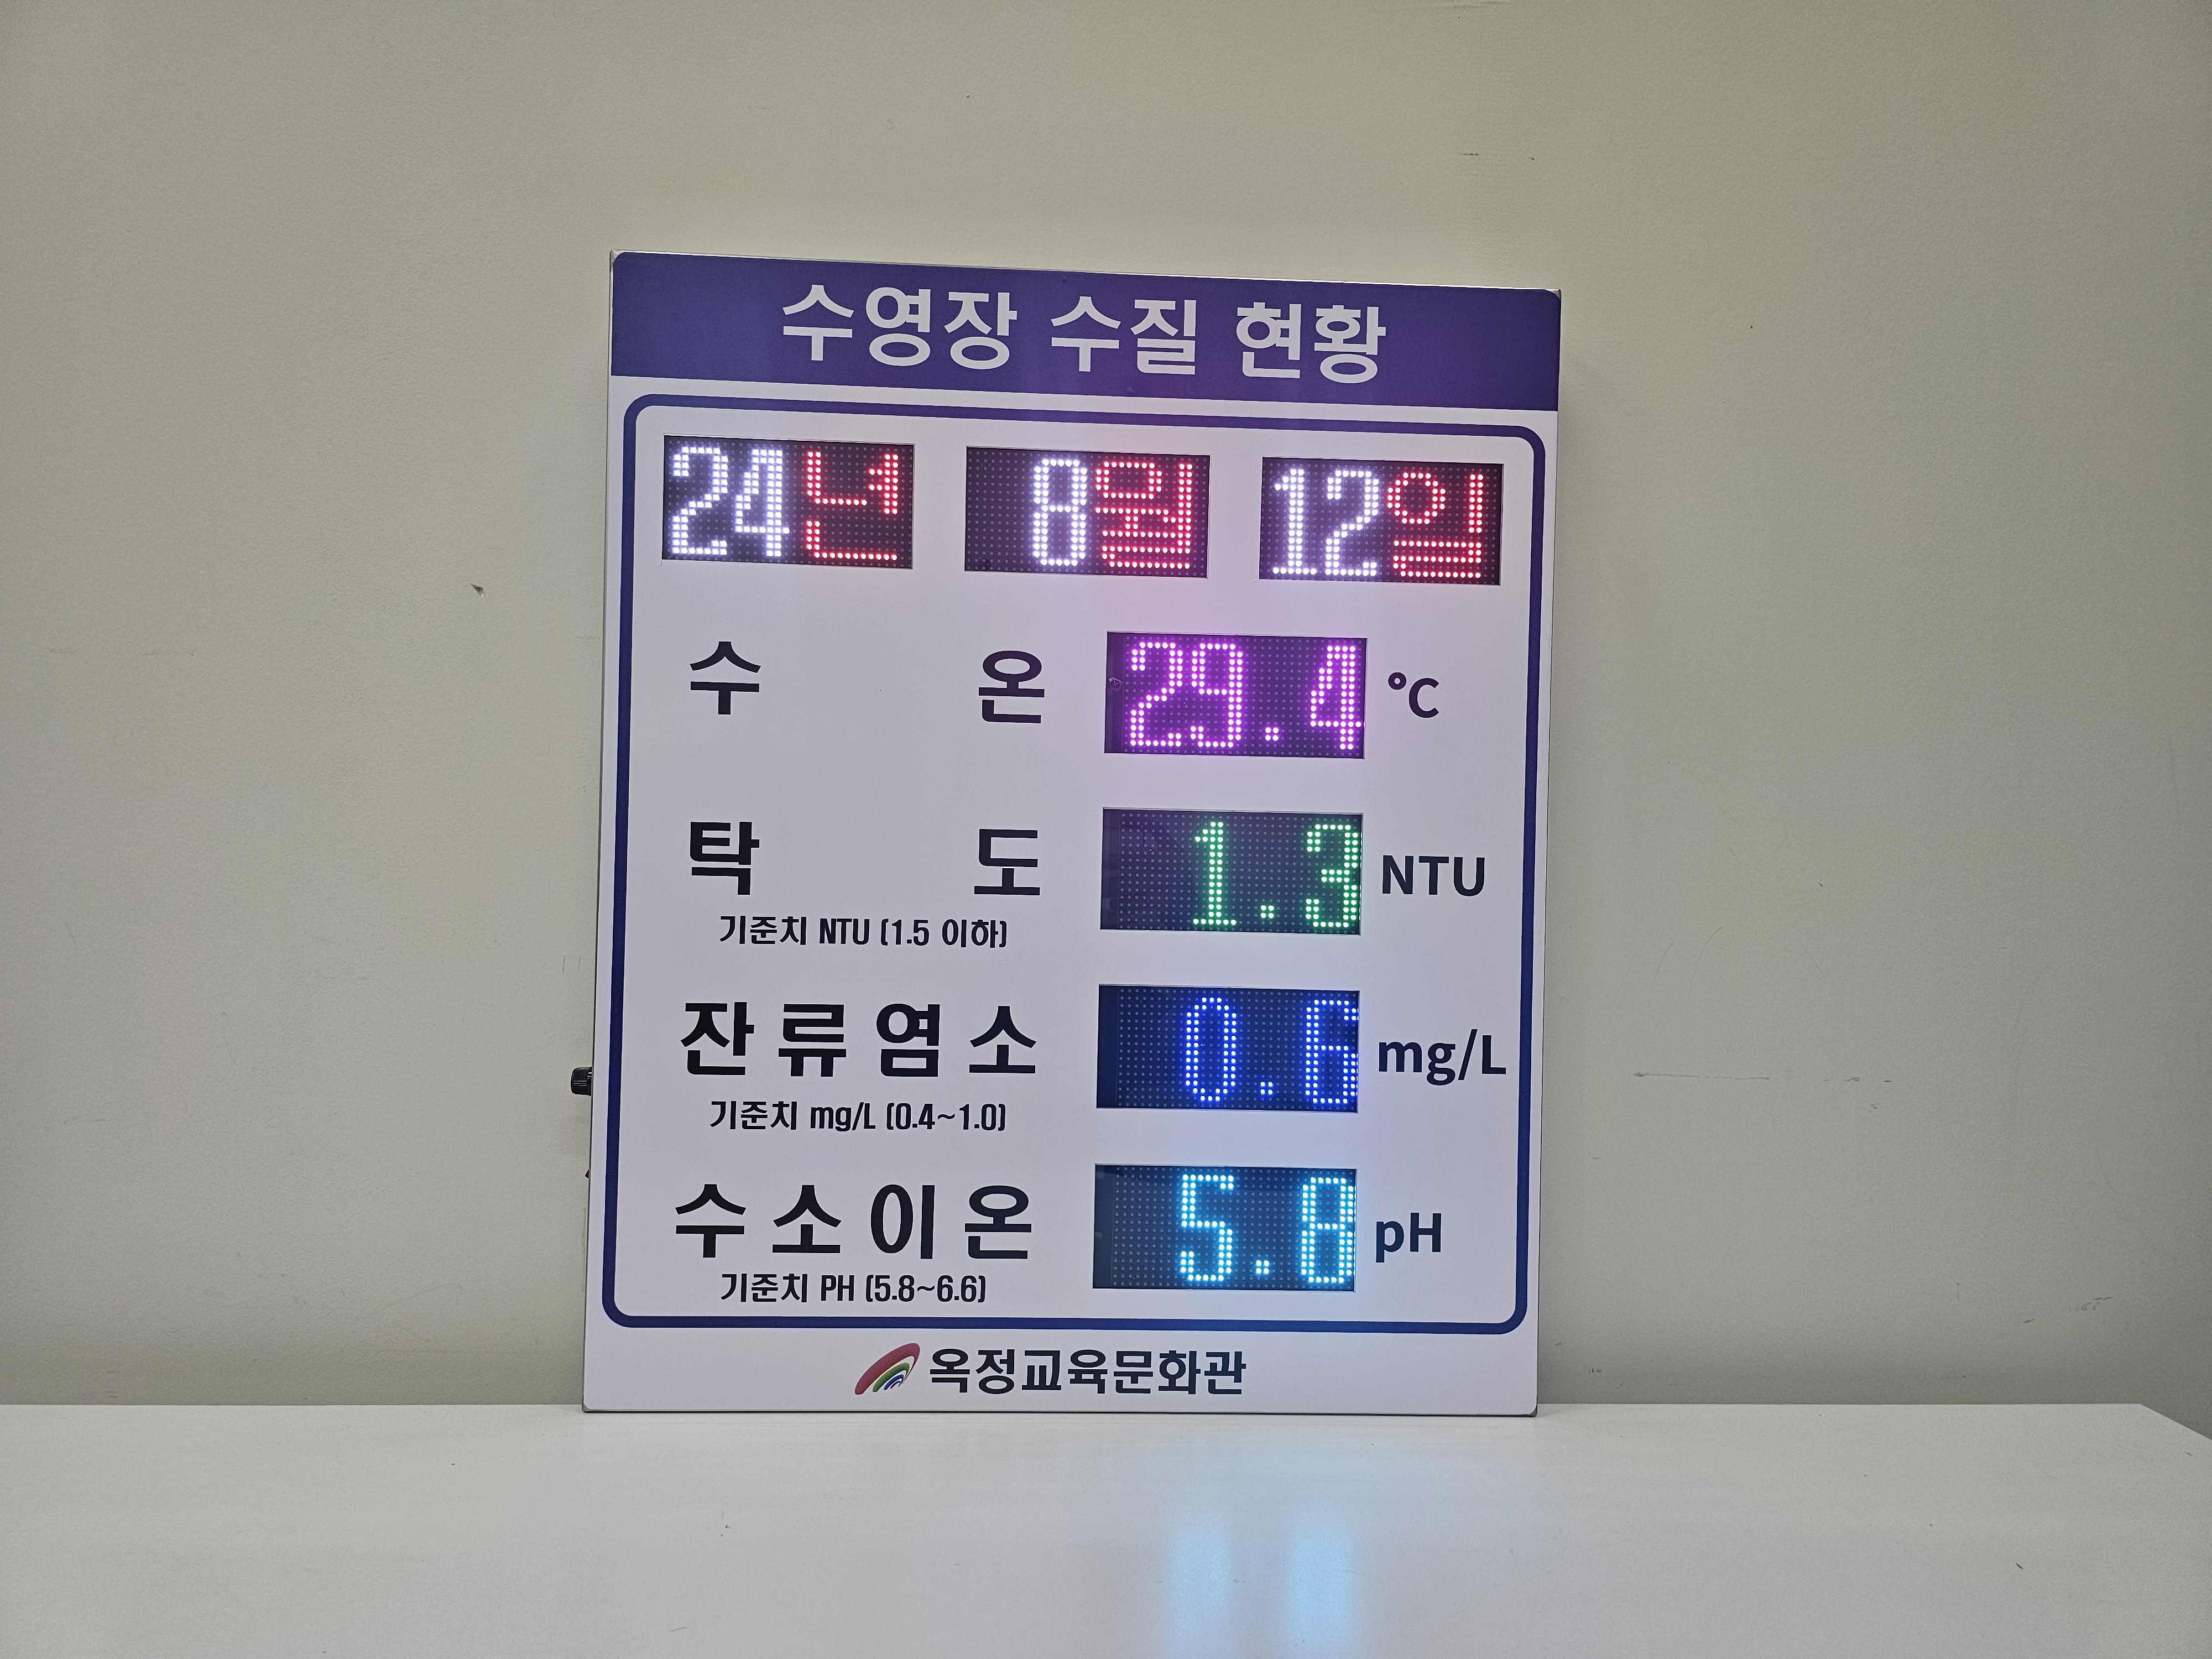 수영장 수질 현황
24년 8월 12일
수 온 29.4 °C
탁 도 1.3 NTU
기준치 NTU (1.5 이하)
잔류염소 0.6 mg/L
기준치 mg/L (0.4~1.0)
수소이온 5.8 pH
기준치 PH (5.8~6.6)
옥정교육문화관